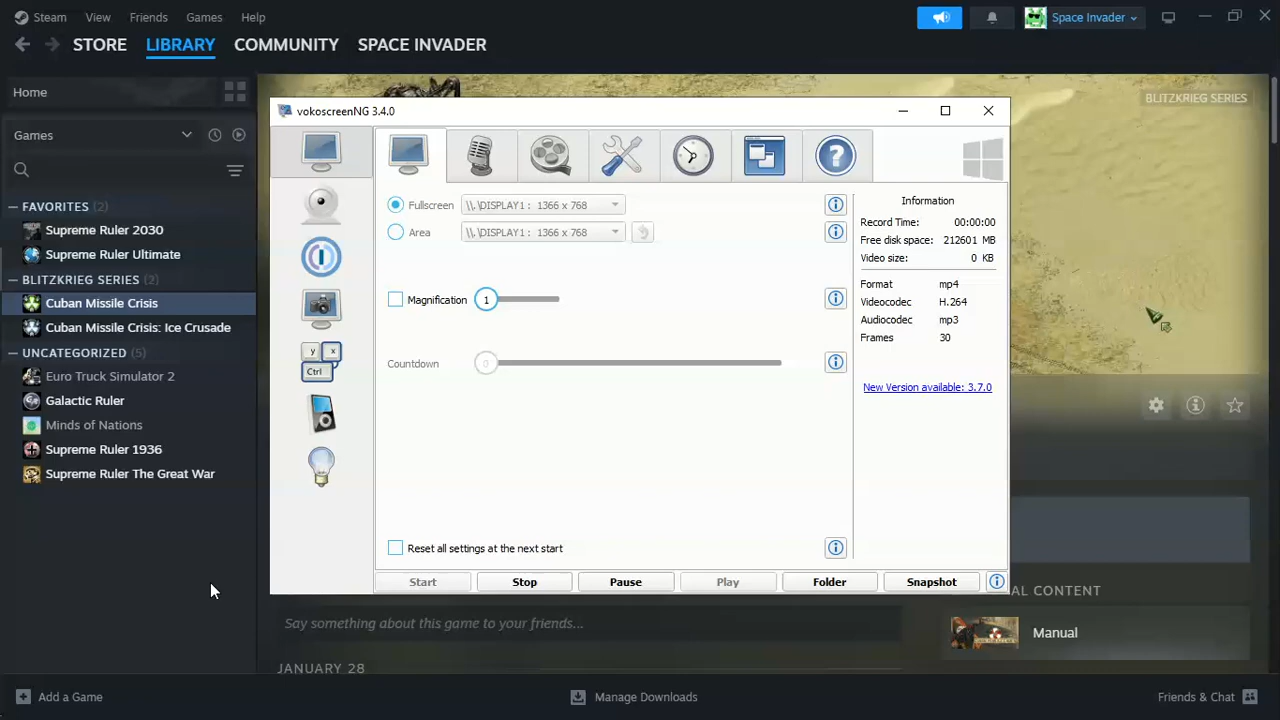 Steam View Friends Games Help Space Invader
STORE LIBRARY COMMUNITY SPACE INVADER
Home
BLITZKRIEG SERIES
vokoscreenNG 3.4.0
Games
FAVORITES (2)
Supreme Ruler 2030
Supreme Ruler Ultimate
BLITZKRIEG SERIES (2)
Cuban Missile Crisis
Cuban Missile Crisis: Ice Crusade
UNCATEGORIZED (5)
Euro Truck Simulator 2
Galactic Ruler
Minds of Nations
Supreme Ruler 1936
Supreme Ruler The Great War
y x
Ctrl
Fullscreen \\.\DISPLAY1 : 1366 x 768
Area \\.\DISPLAY1 : 1366 x 768
Magnification 1
Countdown 0
Reset all settings at the next start
Information
Record Time: 00:00:00
Free disk space: 212601 MB
Video size: 0 KB
Format mp4
Videocodec H.264
Audiocodec mp3
Frames 30
New Version available: 3.7.0
Start Stop Pause Play Folder Snapshot
AL CONTENT
Say something about this game to your friends...
Manual
JANUARY 28
Add a Game Manage Downloads Friends & Chat